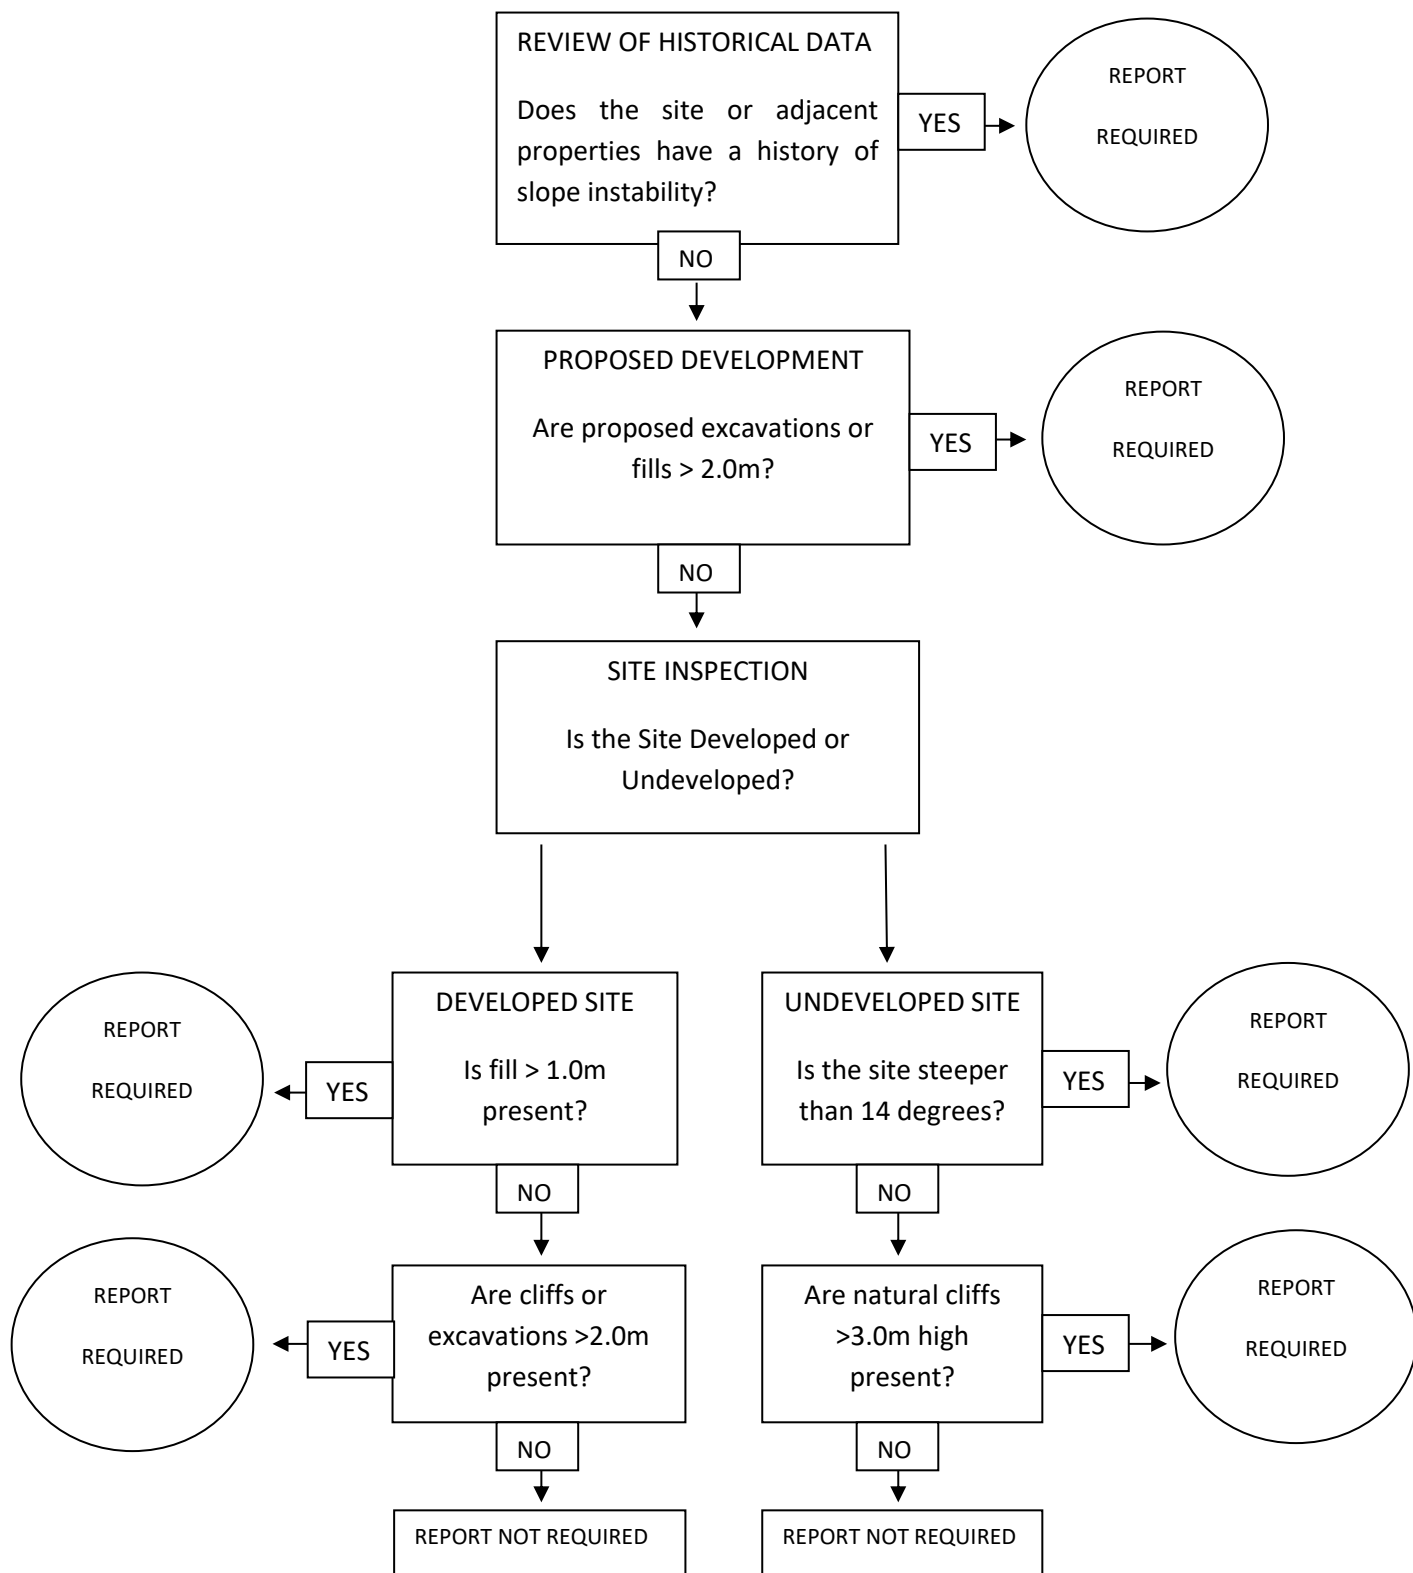 REVIEW OF HISTORICAL DATA
Does the site or adjacent
properties have a history of
slope instability?
YES
REPORT
REQUIRED
NO
PROPOSED DEVELOPMENT
Are proposed excavations or
fills > 2.0m?
YES
REPORT
REQUIRED
NO
SITE INSPECTION
Is the Site Developed or
Undeveloped?
DEVELOPED SITE
Is fill > 1.0m
present?
YES
REPORT
REQUIRED
NO
Are cliffs or
excavations >2.0m
present?
YES
REPORT
REQUIRED
NO
REPORT NOT REQUIRED
UNDEVELOPED SITE
Is the site steeper
than 14 degrees?
YES
REPORT
REQUIRED
NO
Are natural cliffs
>3.0m high
present?
YES
REPORT
REQUIRED
NO
REPORT NOT REQUIRED